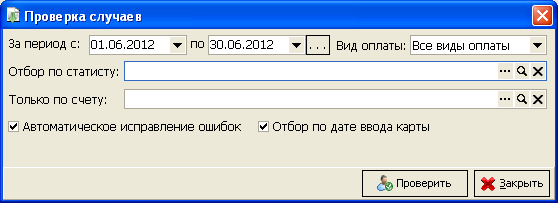 Проверка случаев
За период с: 01.06.2012 по 30.06.2012 ... Вид оплаты: Все виды оплаты
Отбор по статисту: ...
Только по счету: ...
Автоматическое исправление ошибок Отбор по дате ввода карты
Проверить Закрыть